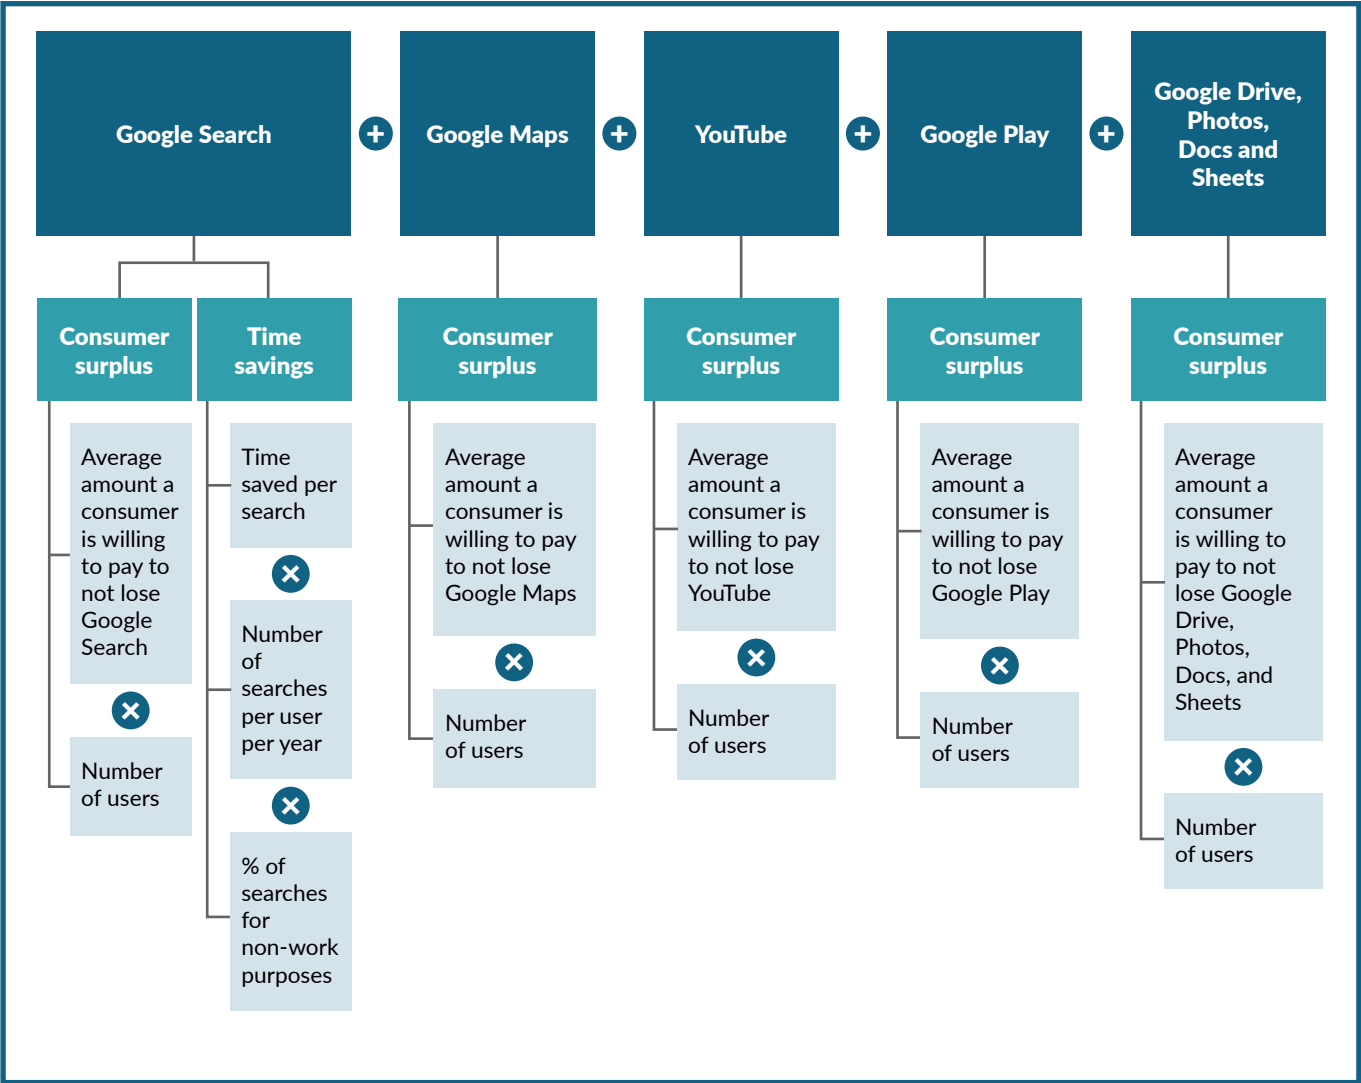 Google Search
Google Maps
YouTube
Google Play
Google Drive,
Photos,
Docs and
Sheets
Consumer
surplus
Time
savings
Consumer
surplus
Consumer
surplus
Consumer
surplus
Consumer
surplus
Average
amount a
consumer
is willing
to pay to
not lose
Google
Search
Number
of users
Time
saved per
search
Number
of
searches
per user
per year
% of
searches
for
non-work
purposes
Average
amount a
consumer is
willing to pay
to not lose
Google Maps
Number
of users
Average
amount a
consumer is
willing to pay
to not lose
YouTube
Number
of users
Average
amount a
consumer is
willing to pay
to not lose
Google Play
Number
of users
Average
amount a
consumer
is willing to
pay to not
lose Google
Drive,
Photos,
Docs, and
Sheets
Number
of users